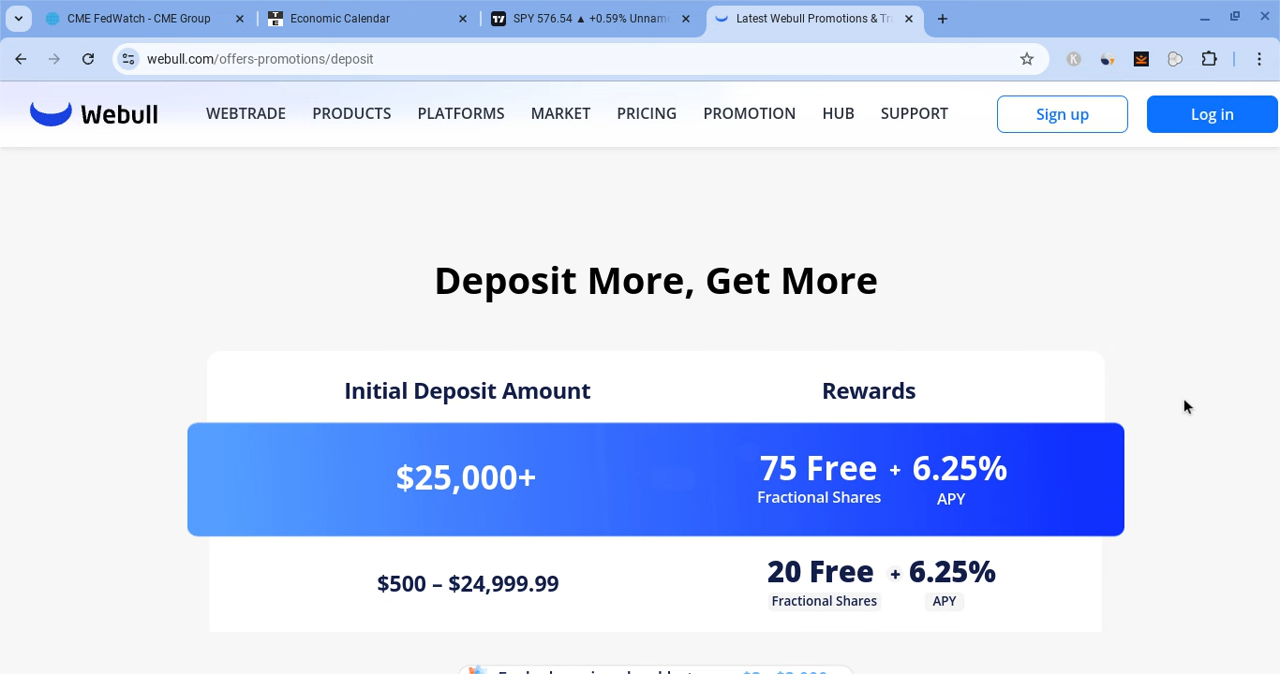 CME FedWatch - CME Group
Economic Calendar
SPY 576.54 ▲ +0.59% Unnam
Latest Webull Promotions & Tr
webull.com/offers-promotions/deposit
Webull
WEBTRADE PRODUCTS PLATFORMS MARKET PRICING PROMOTION HUB SUPPORT
Sign up
Log in
Deposit More, Get More
Initial Deposit Amount Rewards
$25,000+ 75 Free + 6.25%
Fractional Shares APY
$500 – $24,999.99 20 Free + 6.25%
Fractional Shares APY